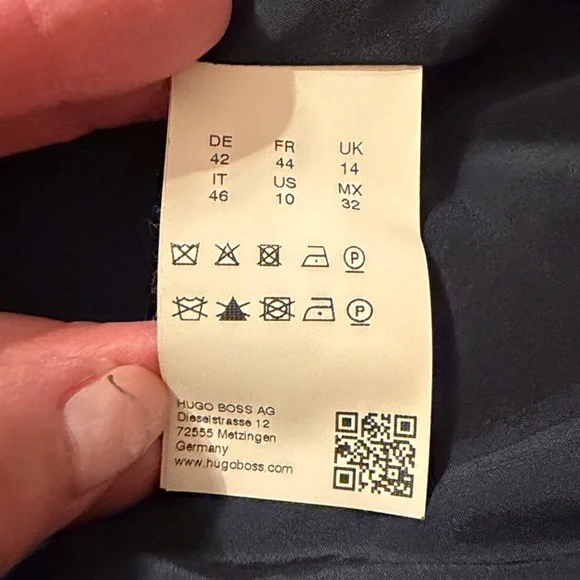 DE FR UK
42 44 14
IT US MX
46 10 32
P
P
HUGO BOSS AG
Dieselstrasse 12
72555 Metzingen
Germany
www.hugoboss.com